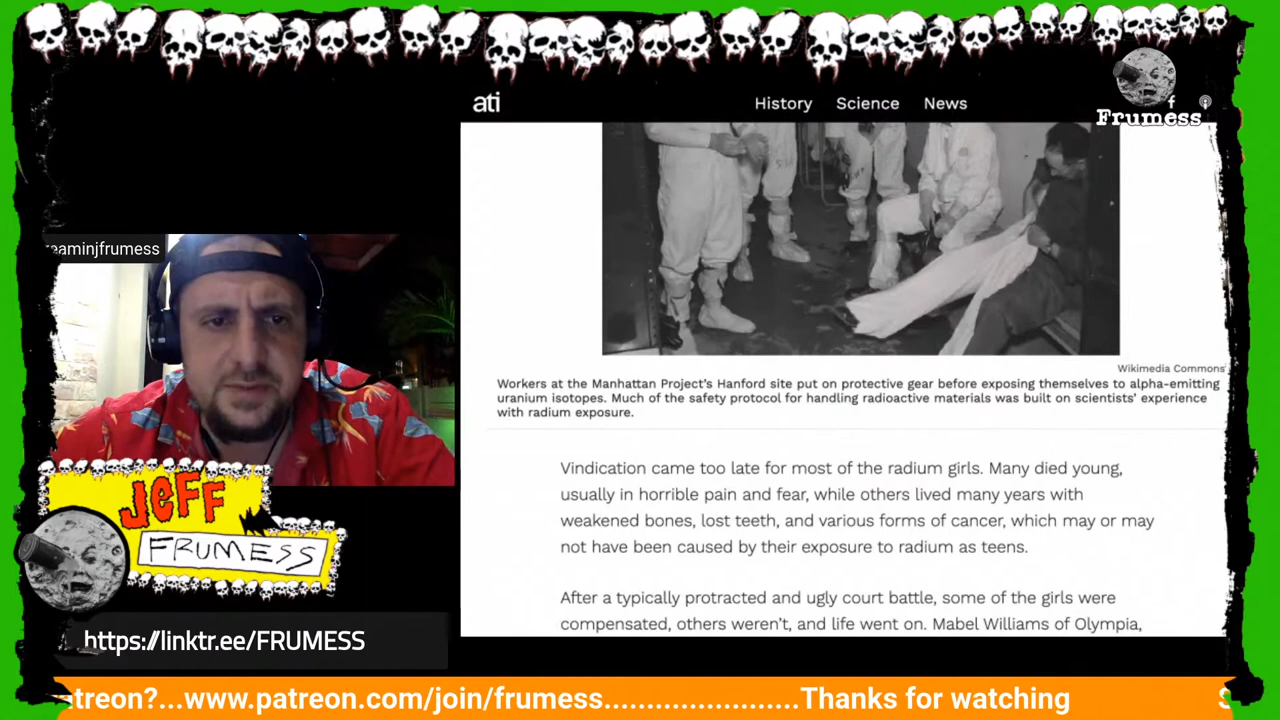 ati
History Science News
Frumess
eaminjfrumess
Wikimedia Commons
Workers at the Manhattan Project's Hanford site put on protective gear before exposing themselves to alpha-emitting
uranium isotopes. Much of the safety protocol for handling radioactive materials was built on scientists' experience
with radium exposure.
Vindication came too late for most of the radium girls. Many died young,
usually in horrible pain and fear, while others lived many years with
weakened bones, lost teeth, and various forms of cancer, which may or may
not have been caused by their exposure to radium as teens.
After a typically protracted and ugly court battle, some of the girls were
compensated, others weren't, and life went on. Mabel Williams of Olympia,
JeFF
FRUMESS
https://linktr.ee/FRUMESS
treon?...www.patreon.com/join/frumess......................Thanks for watching